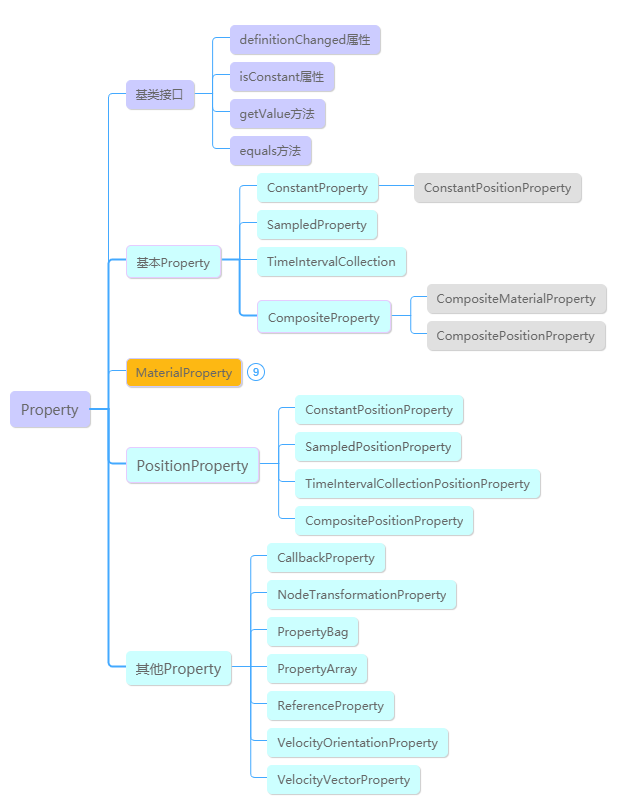 Property
基类接口
definitionChanged属性
isConstant属性
getValue方法
equals方法
基本Property
ConstantProperty
ConstantPositionProperty
SampledProperty
TimeIntervalCollection
CompositeProperty
CompositeMaterialProperty
CompositePositionProperty
MaterialProperty
9
PositionProperty
ConstantPositionProperty
SampledPositionProperty
TimeIntervalCollectionPositionProperty
CompositePositionProperty
其他Property
CallbackProperty
NodeTransformationProperty
PropertyBag
PropertyArray
ReferenceProperty
VelocityOrientationProperty
VelocityVectorProperty